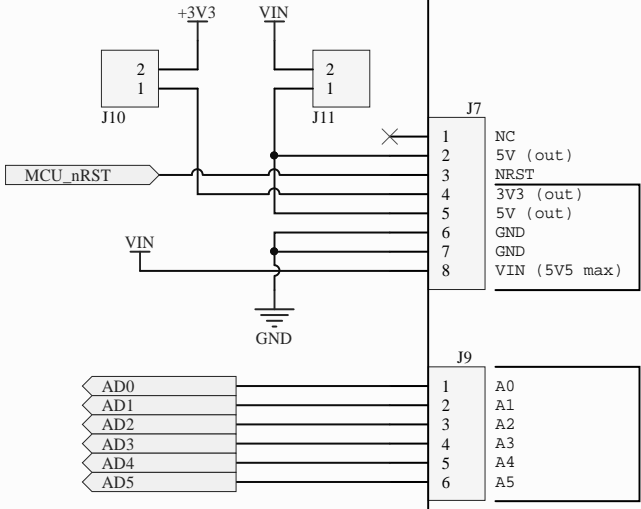 +3V3 VIN
2 2
1 1
J10 J11
J7
1 NC
2 5V (out)
MCU_nRST 3 NRST
4 3V3 (out)
5 5V (out)
6 GND
VIN 7 GND
8 VIN (5V5 max)
GND
J9
AD0 1 A0
AD1 2 A1
AD2 3 A2
AD3 4 A3
AD4 5 A4
AD5 6 A5